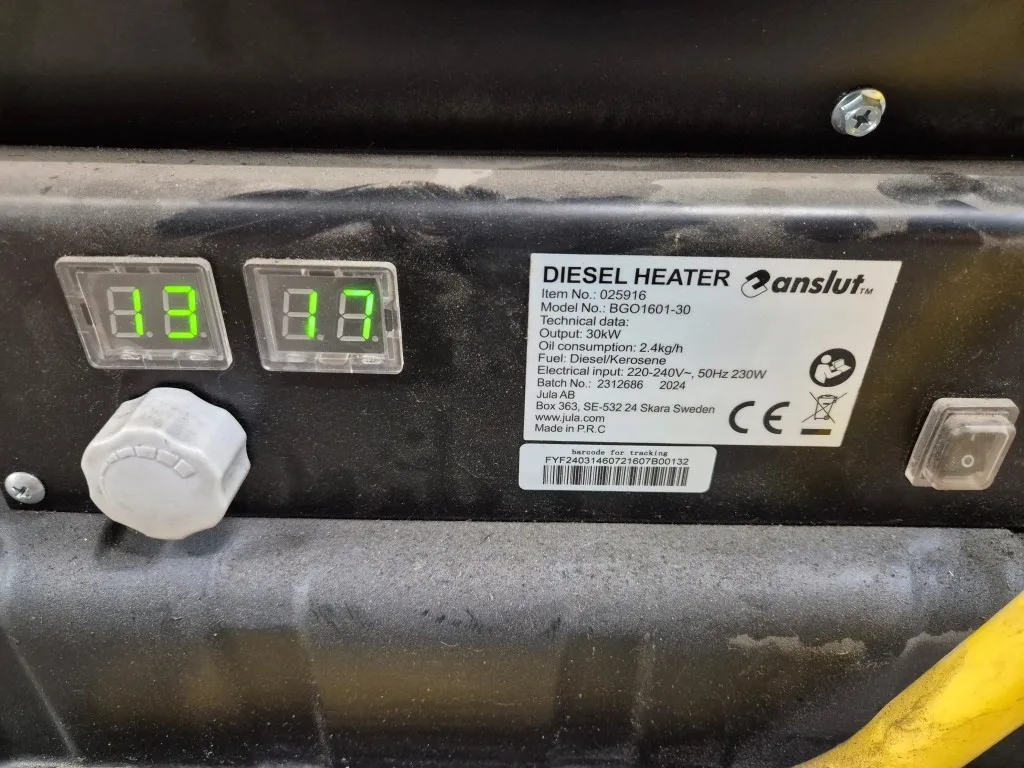 13 17
DIESEL HEATER anslut™
Item No.: 025916
Model No.: BGO1601-30
Technical data:
Output: 30kW
Oil consumption: 2.4kg/h
Fuel: Diesel/Kerosene
Electrical input: 220-240V~, 50Hz 230W
Batch No.: 2312686 2024
Jula AB
Box 363, SE-532 24 Skara Sweden
www.jula.com
Made in P.R.C
CE
barcode for tracking
FYF24031460721607B00132